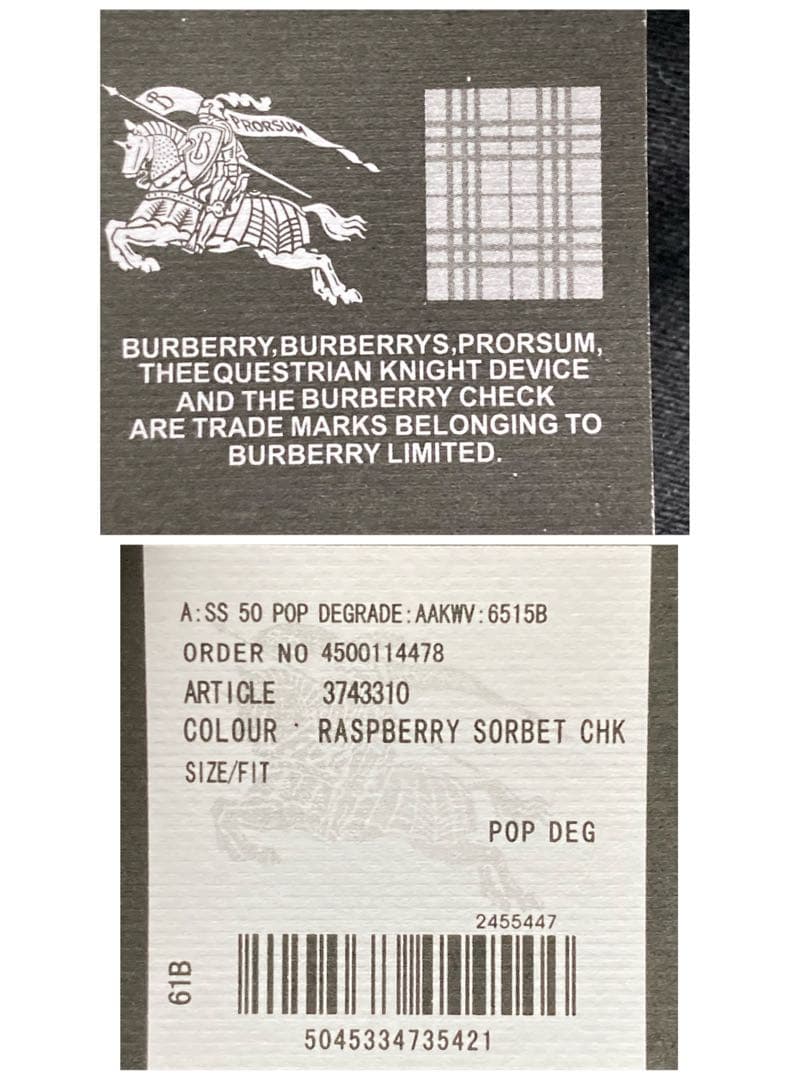 B
PRORSUM
B
BURBERRY,BURBERRYS,PRORSUM,
THEEQUESTRIAN KNIGHT DEVICE
AND THE BURBERRY CHECK
ARE TRADE MARKS BELONGING TO
BURBERRY LIMITED.
A:SS 50 POP DEGRADE:AAKWV:6515B
ORDER NO 4500114478
ARTICLE 3743310
COLOUR · RASPBERRY SORBET CHK
SIZE/FIT
POP DEG
2455447
61B
5045334735421